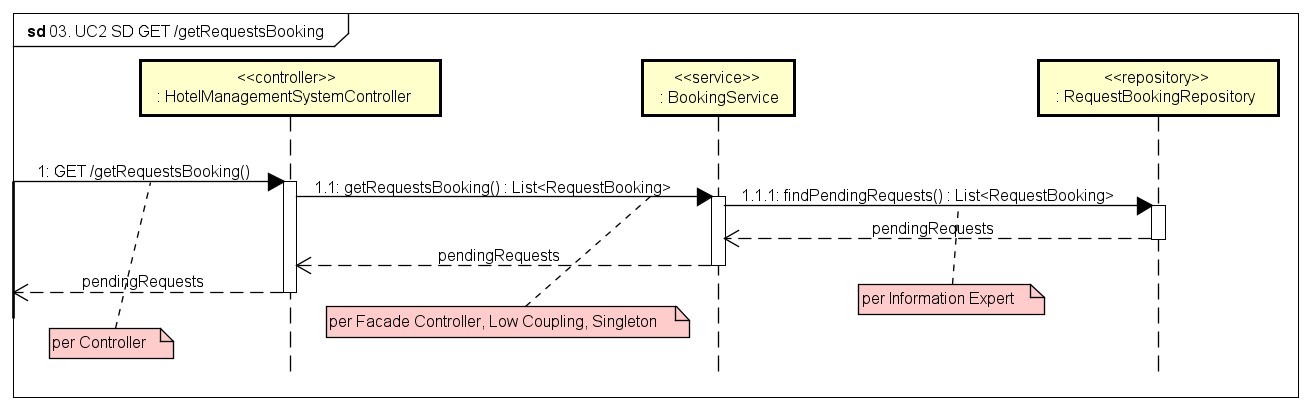 sd 03. UC2 SD GET /getRequestsBooking
<<controller>>
: HotelManagementSystemController
<<service>>
: BookingService
<<repository>>
: RequestBookingRepository
1: GET /getRequestsBooking()
1.1: getRequestsBooking() : List<RequestBooking>
1.1.1: findPendingRequests() : List<RequestBooking>
pendingRequests
pendingRequests
pendingRequests
per Information Expert
per Facade Controller, Low Coupling, Singleton
per Controller